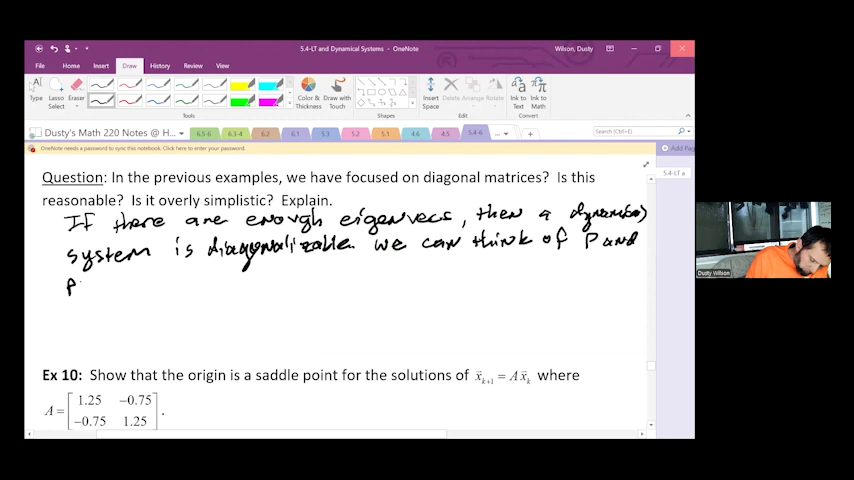 5.4-LT and Dynamical Systems - OneNote
Wilson, Dusty
File Home Insert Draw History Review View
Type Lasso Select Eraser Color & Thickness Draw with Touch Insert Space Delete Arrange Rotate Ink to Text Ink to Math
Tools Shapes Edit Convert
Dusty's Math 220 Notes @ H 6.5-6 6.3-4 6.2 6.1 5.3 5.2 5.1 4.6 4.5 5.4-6 ... + Search (Ctrl+E)
OneNote needs a password to sync this notebook. Click here to enter your password.
Add Page
5.4-LT a
Question: In the previous examples, we have focused on diagonal matrices? Is this
reasonable? Is it overly simplistic? Explain.
If there are enough eigenvecs, then a dynamical
system is diagonalizable. we can think of P and
P
Ex 10: Show that the origin is a saddle point for the solutions of x⃗ₖ₊₁ = Ax⃗ₖ where
A = [1.25 −0.75
−0.75 1.25].
Dusty Wilson